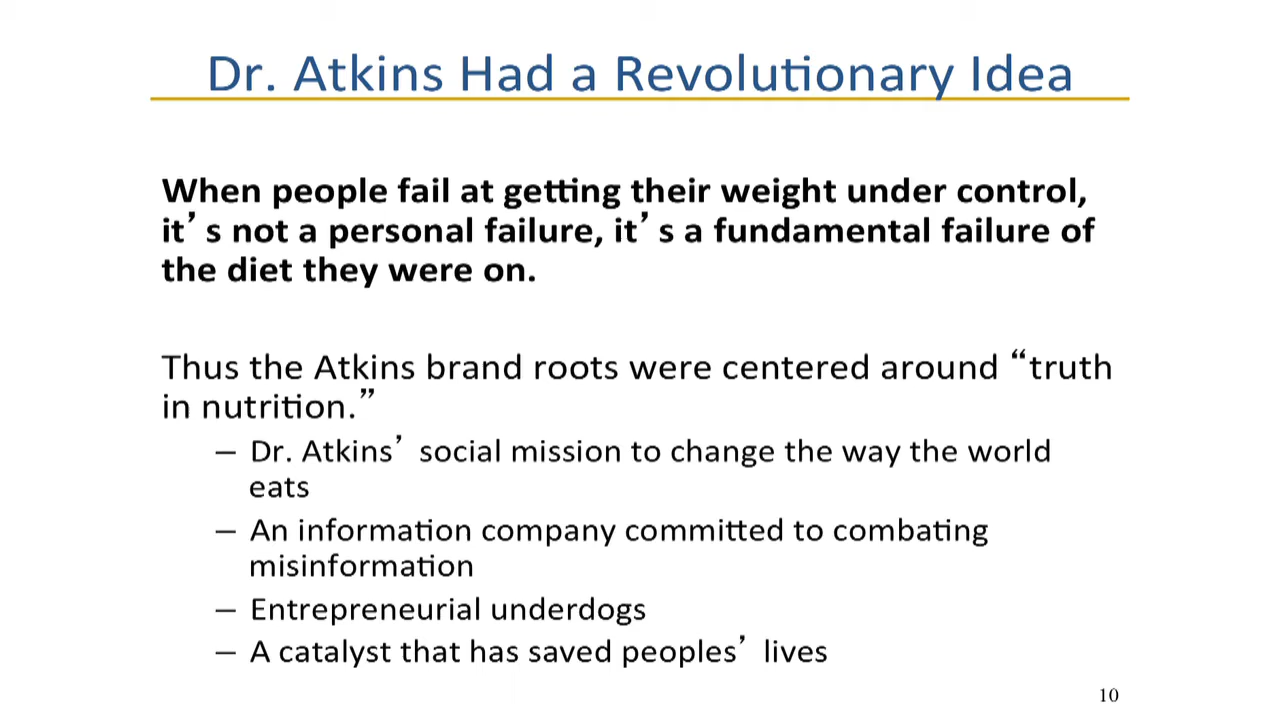 Dr. Atkins Had a Revolutionary Idea
When people fail at getting their weight under control,
it’s not a personal failure, it’s a fundamental failure of
the diet they were on.
Thus the Atkins brand roots were centered around “truth
in nutrition.”
– Dr. Atkins’ social mission to change the way the world
eats
– An information company committed to combating
misinformation
– Entrepreneurial underdogs
– A catalyst that has saved peoples’ lives
10